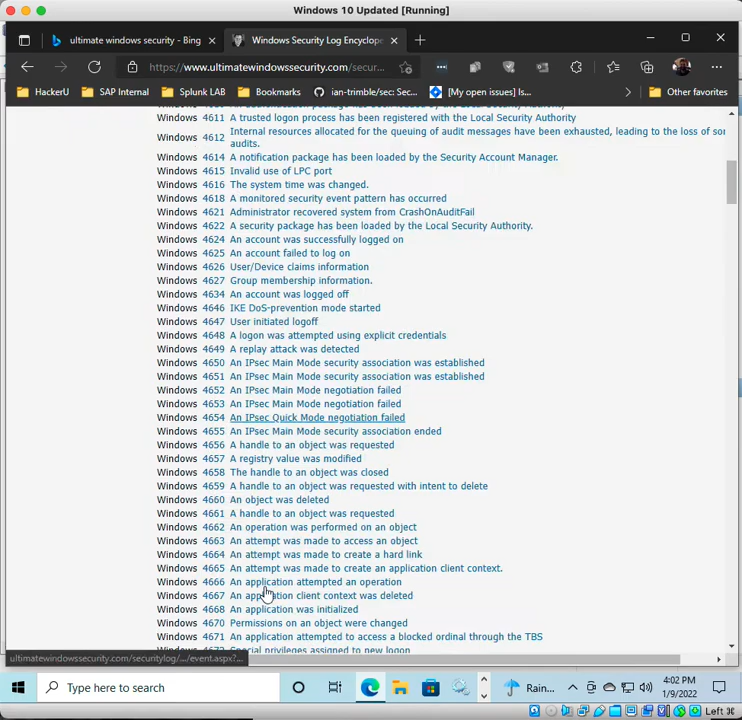 Windows 10 Updated [Running]
ultimate windows security - Bing
Windows Security Log Encyclope
https://www.ultimatewindowssecurity.com/secur...
HackerU
SAP Internal
Splunk LAB
Bookmarks
ian-trimble/sec: Sec...
[My open issues] Is...
Other favorites
Windows 4611 A trusted logon process has been registered with the Local Security Authority
Windows 4612 Internal resources allocated for the queuing of audit messages have been exhausted, leading to the loss of
audits.
Windows 4614 A notification package has been loaded by the Security Account Manager.
Windows 4615 Invalid use of LPC port
Windows 4616 The system time was changed.
Windows 4618 A monitored security event pattern has occurred
Windows 4621 Administrator recovered system from CrashOnAuditFail
Windows 4622 A security package has been loaded by the Local Security Authority.
Windows 4624 An account was successfully logged on
Windows 4625 An account failed to log on
Windows 4626 User/Device claims information
Windows 4627 Group membership information.
Windows 4634 An account was logged off
Windows 4646 IKE DoS-prevention mode started
Windows 4647 User initiated logoff
Windows 4648 A logon was attempted using explicit credentials
Windows 4649 A replay attack was detected
Windows 4650 An IPsec Main Mode security association was established
Windows 4651 An IPsec Main Mode security association was established
Windows 4652 An IPsec Main Mode negotiation failed
Windows 4653 An IPsec Main Mode negotiation failed
Windows 4654 An IPsec Quick Mode negotiation failed
Windows 4655 An IPsec Main Mode security association ended
Windows 4656 A handle to an object was requested
Windows 4657 A registry value was modified
Windows 4658 The handle to an object was closed
Windows 4659 A handle to an object was requested with intent to delete
Windows 4660 An object was deleted
Windows 4661 A handle to an object was requested
Windows 4662 An operation was performed on an object
Windows 4663 An attempt was made to access an object
Windows 4664 An attempt was made to create a hard link
Windows 4665 An attempt was made to create an application client context.
Windows 4666 An application attempted an operation
Windows 4667 An application client context was deleted
Windows 4668 An application was initialized
Windows 4670 Permissions on an object were changed
Windows 4671 An application attempted to access a blocked ordinal through the TBS
Special privileges assigned to new logon
ultimatewindowssecurity.com/securitylog/.../event.aspx?...
Type here to search
Rain...
4:02 PM
1/9/2022
Left ⌘